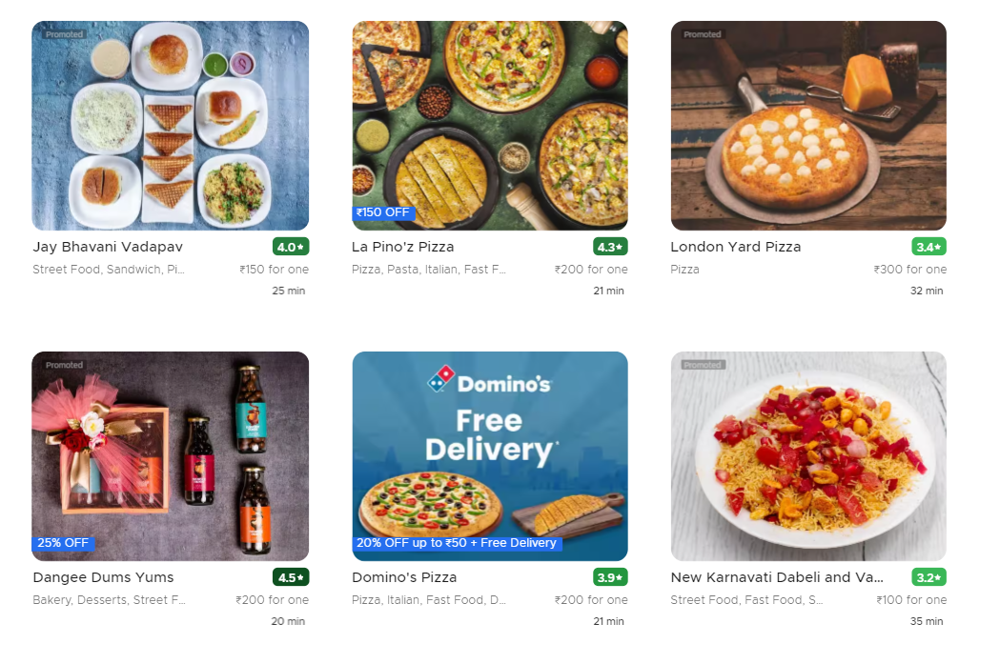 Promoted
Jay Bhavani Vadapav 4.0★
Street Food, Sandwich, Pi... ₹150 for one
25 min
₹150 OFF
La Pino'z Pizza 4.3★
Pizza, Pasta, Italian, Fast F... ₹200 for one
21 min
Promoted
London Yard Pizza 3.4★
Pizza ₹300 for one
32 min
Promoted
25% OFF
Dangee Dums Yums 4.5★
Bakery, Desserts, Street F... ₹200 for one
20 min
Domino's
Free
Delivery*
20% OFF up to ₹50 + Free Delivery
Domino's Pizza 3.9★
Pizza, Italian, Fast Food, D... ₹200 for one
21 min
Promoted
New Karnavati Dabeli and Va... 3.2★
Street Food, Fast Food, S... ₹100 for one
35 min